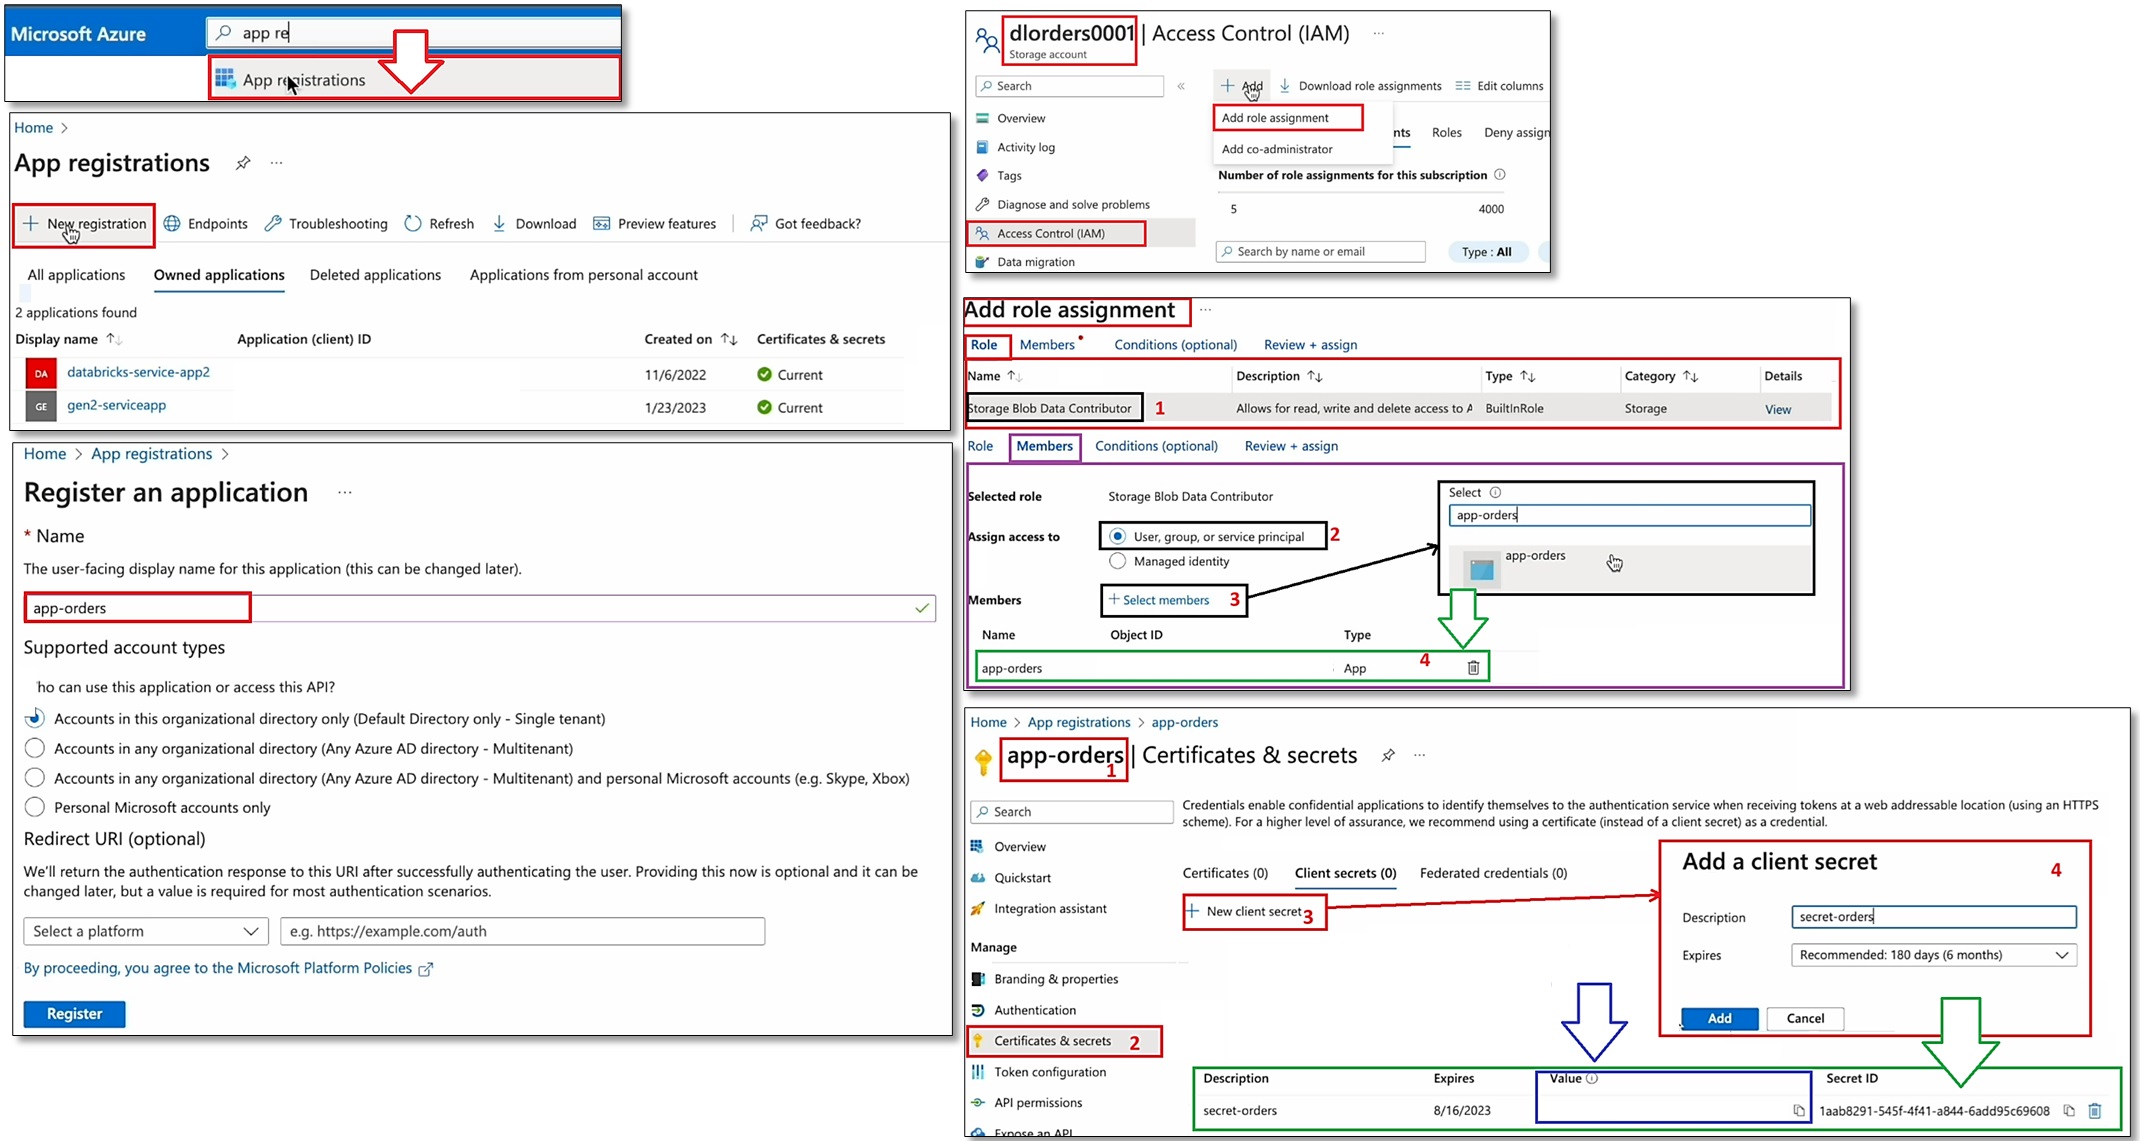 Microsoft Azure
app re
App registrations
Home >
App registrations ...
+ New registration Endpoints Troubleshooting Refresh Download Preview features Got feedback?
All applications Owned applications Deleted applications Applications from personal account
2 applications found
Display name Application (client) ID Created on Certificates & secrets
DA databricks-service-app2 11/6/2022 Current
GE gen2-serviceapp 1/23/2023 Current
Home > App registrations >
Register an application ...
* Name
The user-facing display name for this application (this can be changed later).
app-orders
Supported account types
ho can use this application or access this API?
Accounts in this organizational directory only (Default Directory only - Single tenant)
Accounts in any organizational directory (Any Azure AD directory - Multitenant)
Accounts in any organizational directory (Any Azure AD directory - Multitenant) and personal Microsoft accounts (e.g. Skype, Xbox)
Personal Microsoft accounts only
Redirect URI (optional)
We'll return the authentication response to this URI after successfully authenticating the user. Providing this now is optional and it can be
changed later, but a value is required for most authentication scenarios.
Select a platform e.g. https://example.com/auth
By proceeding, you agree to the Microsoft Platform Policies
Register
dlorders0001 | Access Control (IAM) ...
Storage account
Search «
+ Add Download role assignments Edit columns
Overview
Add role assignment
nts Roles Deny assign
Activity log
Add co-administrator
Tags
Number of role assignments for this subscription
Diagnose and solve problems
5 4000
Access Control (IAM)
Search by name or email Type : All
Data migration
Add role assignment ...
Role Members Conditions (optional) Review + assign
Name Description Type Category Details
Storage Blob Data Contributor 1 Allows for read, write and delete access to A BuiltInRole Storage View
Role Members Conditions (optional) Review + assign
Selected role Storage Blob Data Contributor
Assign access to User, group, or service principal 2
Managed identity
Members + Select members 3
Select
app-orders
app-orders
Name Object ID Type
app-orders App 4
Home > App registrations > app-orders
app-orders | Certificates & secrets ...
1
Search
Credentials enable confidential applications to identify themselves to the authentication service when receiving tokens at a web addressable location (using an HTTPS
scheme). For a higher level of assurance, we recommend using a certificate (instead of a client secret) as a credential.
Overview
Quickstart
Integration assistant
Manage
Branding & properties
Authentication
Certificates & secrets 2
Token configuration
API permissions
Expose an API
Certificates (0) Client secrets (0) Federated credentials (0)
+ New client secret 3
Add a client secret 4
Description secret-orders
Expires Recommended: 180 days (6 months)
Add Cancel
Description Expires Value Secret ID
secret-orders 8/16/2023 1aab8291-545f-4f41-a844-6add95c69608